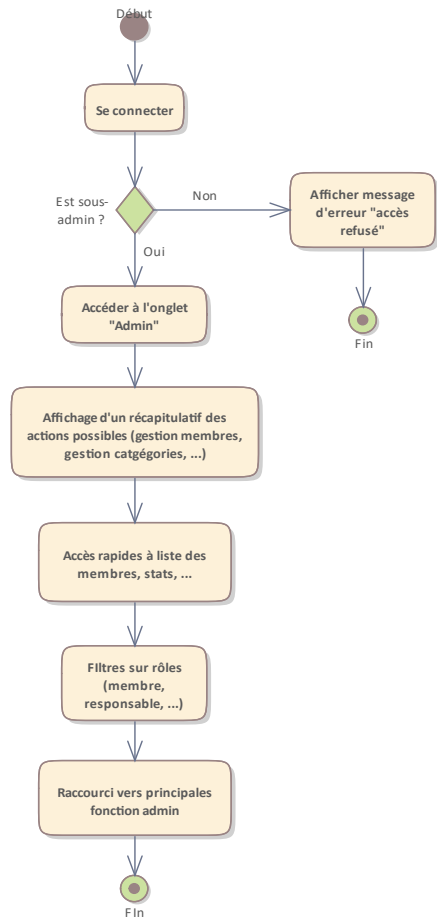 Début
Se connecter
Est sous-
admin ?
Non
Afficher message
d'erreur "accès
refusé"
Oui
Fin
Accéder à l'onglet
"Admin"
Affichage d'un récapitulatif des
actions possibles (gestion membres,
gestion catgégories, ...)
Accès rapides à liste des
membres, stats, ...
FIltres sur rôles
(membre,
responsable, ...)
Raccourci vers principales
fonction admin
FIn